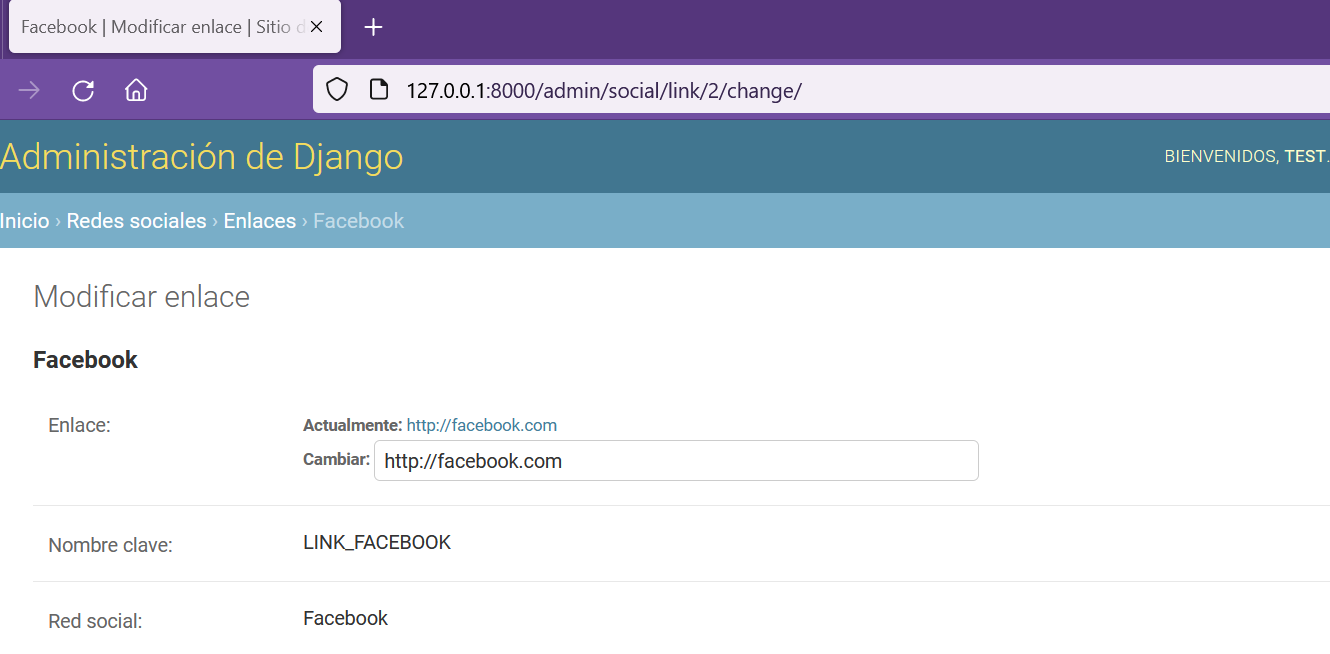 Facebook | Modificar enlace | Sitio d
127.0.0.1:8000/admin/social/link/2/change/
Administración de Django
BIENVENIDOS, TEST.
Inicio › Redes sociales › Enlaces › Facebook
Modificar enlace
Facebook
Enlace:
Actualmente: http://facebook.com
Cambiar: http://facebook.com
Nombre clave: LINK_FACEBOOK
Red social: Facebook